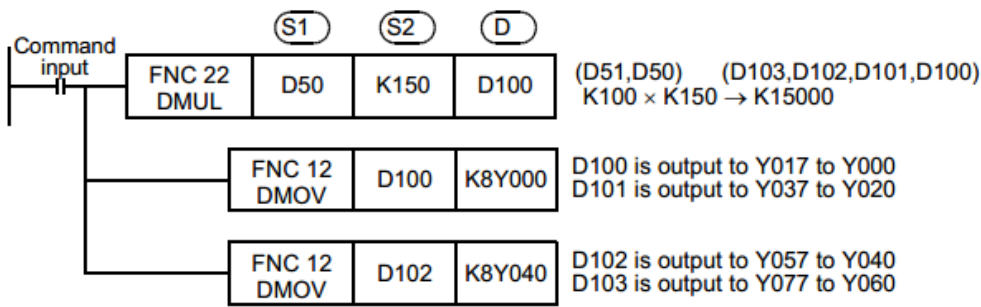 S1 S2 D
Command
input
FNC 22
DMUL
D50
K150
D100
(D51,D50) (D103,D102,D101,D100)
K100 × K150 → K15000
FNC 12
DMOV
D100
K8Y000
D100 is output to Y017 to Y000
D101 is output to Y037 to Y020
FNC 12
DMOV
D102
K8Y040
D102 is output to Y057 to Y040
D103 is output to Y077 to Y060